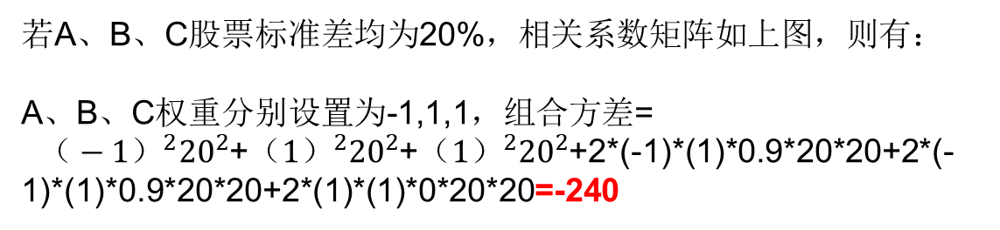 若A、B、C股票标准差均为20%，相关系数矩阵如上图，则有：
A、B、C权重分别设置为-1,1,1，组合方差=
（－1）²20²+（1）²20²+（1）²20²+2*(-1)*(1)*0.9*20*20+2*(-
1)*(1)*0.9*20*20+2*(1)*(1)*0*20*20=-240